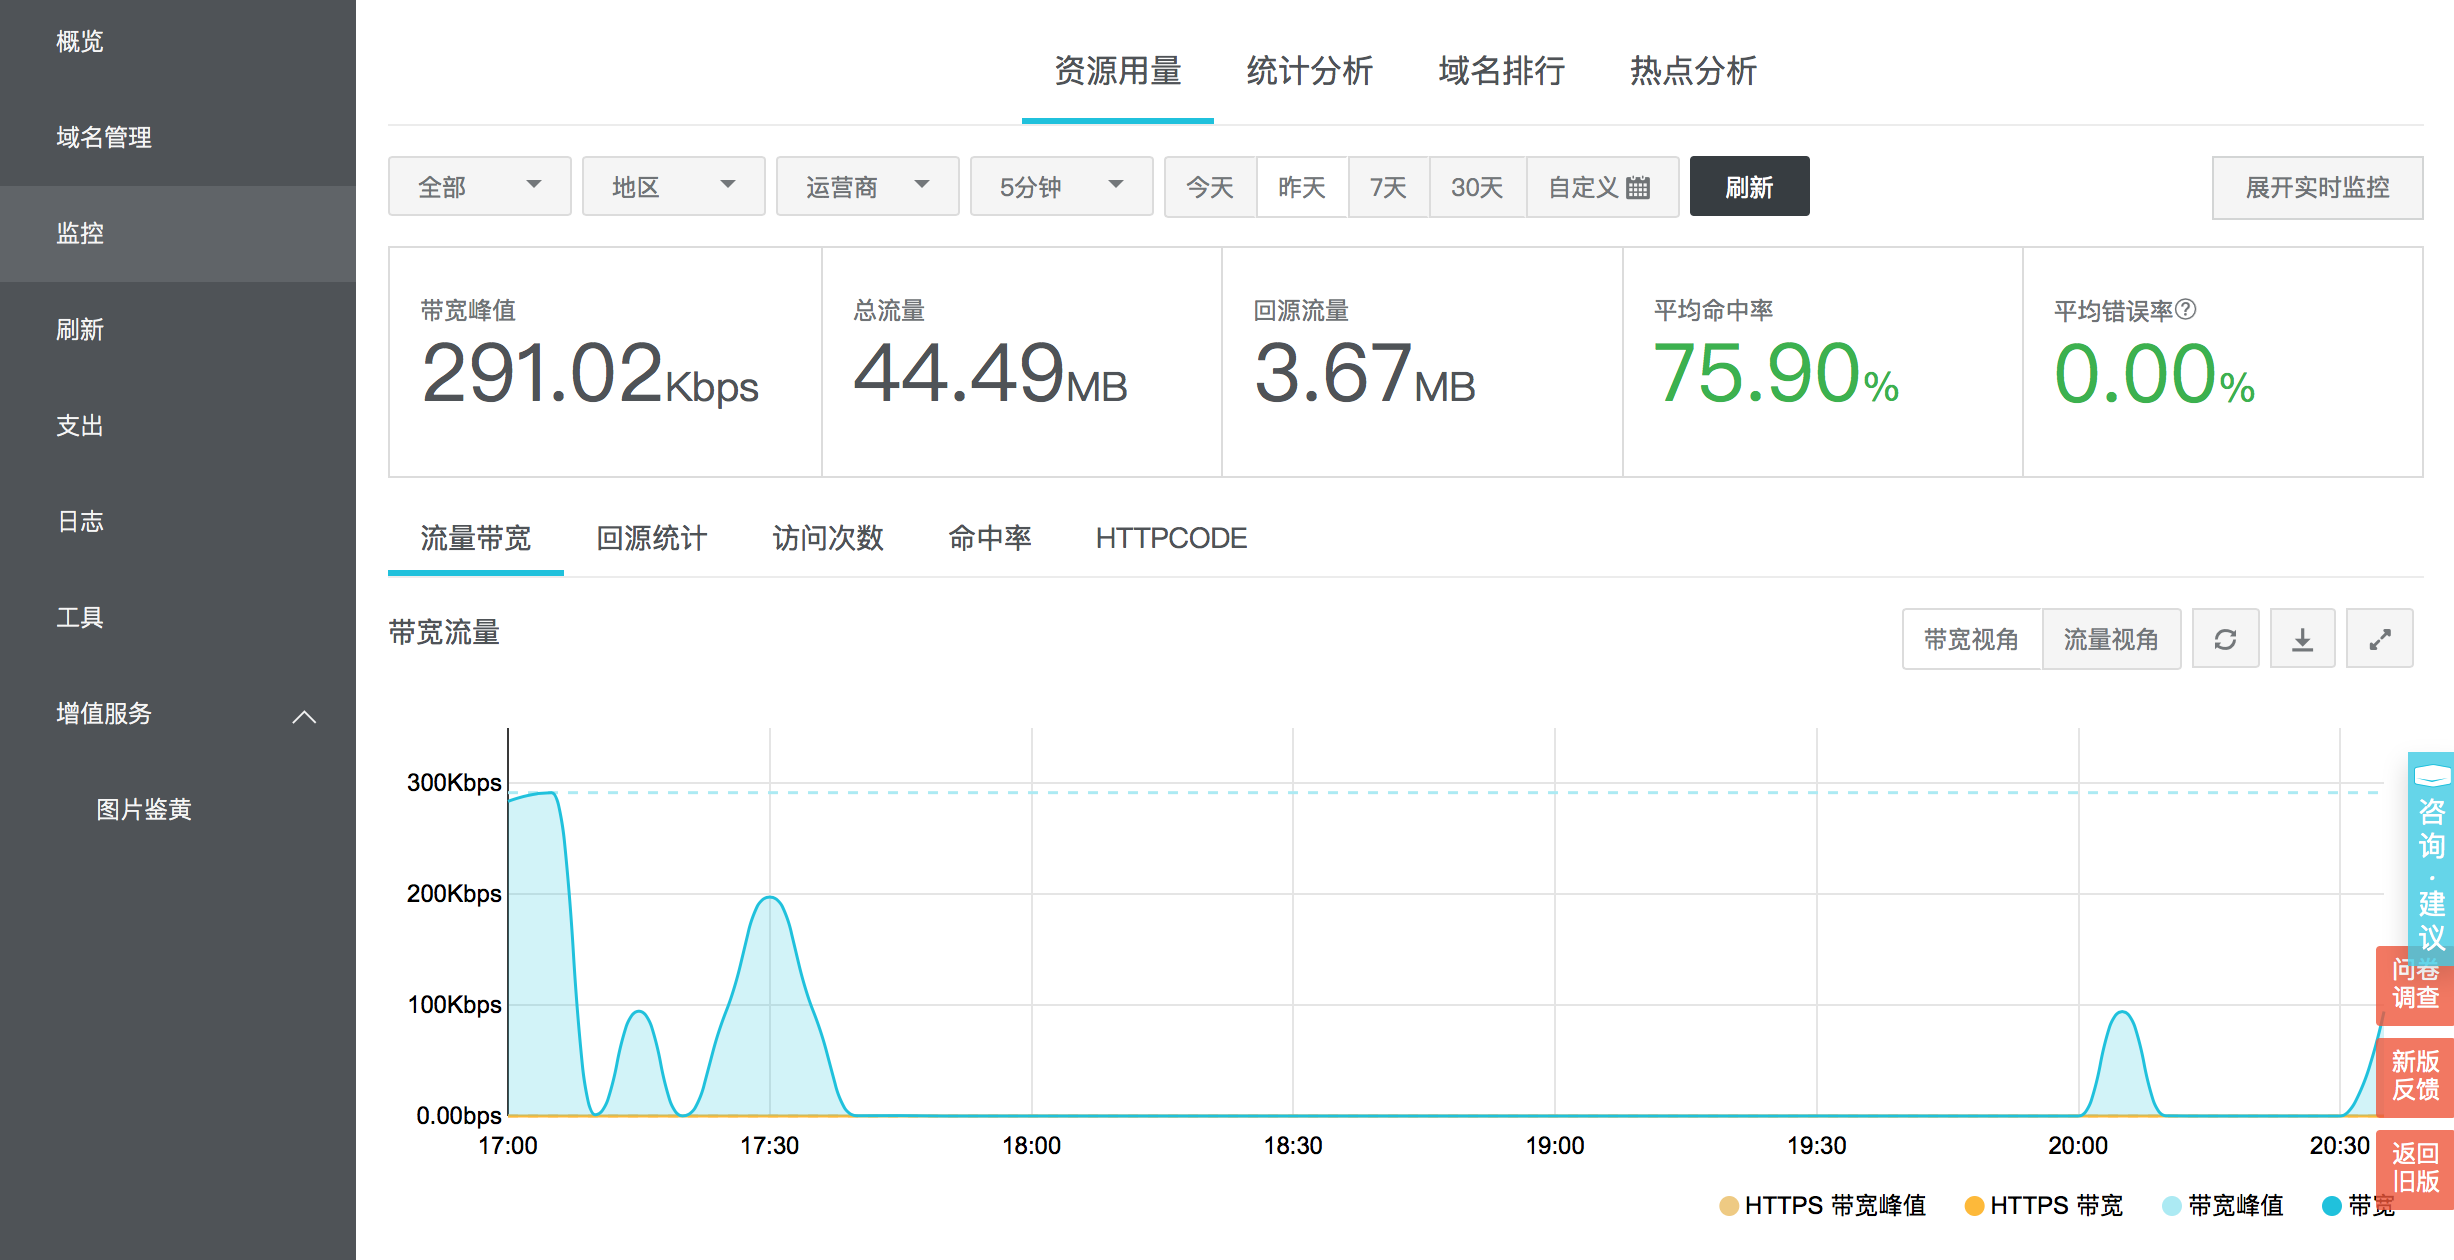 概览
域名管理
监控
刷新
支出
日志
工具
增值服务
图片鉴黄
资源用量 统计分析 域名排行 热点分析
全部 地区 运营商 5分钟 今天 昨天 7天 30天 自定义 刷新 展开实时监控
带宽峰值 总流量 回源流量 平均命中率 平均错误率?
291.02Kbps 44.49MB 3.67MB 75.90% 0.00%
流量带宽 回源统计 访问次数 命中率 HTTPCODE
带宽流量 带宽视角 流量视角
300Kbps
200Kbps
100Kbps
0.00bps
17:00 17:30 18:00 18:30 19:00 19:30 20:00 20:30
HTTPS 带宽峰值 HTTPS 带宽 带宽峰值 带宽
咨询·建议
问卷
调查
新版
反馈
返回
旧版